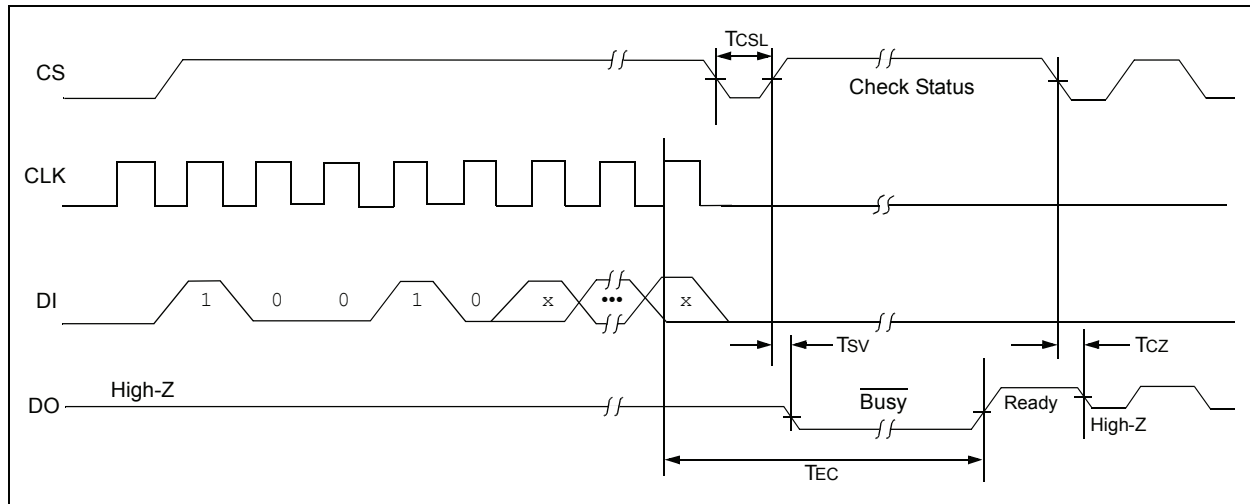 TCSL
CS
Check Status
CLK
DI
1 0 0 1 0 x ••• x
TSV
TCZ
High-Z
DO
Busy
Ready
High-Z
TEC